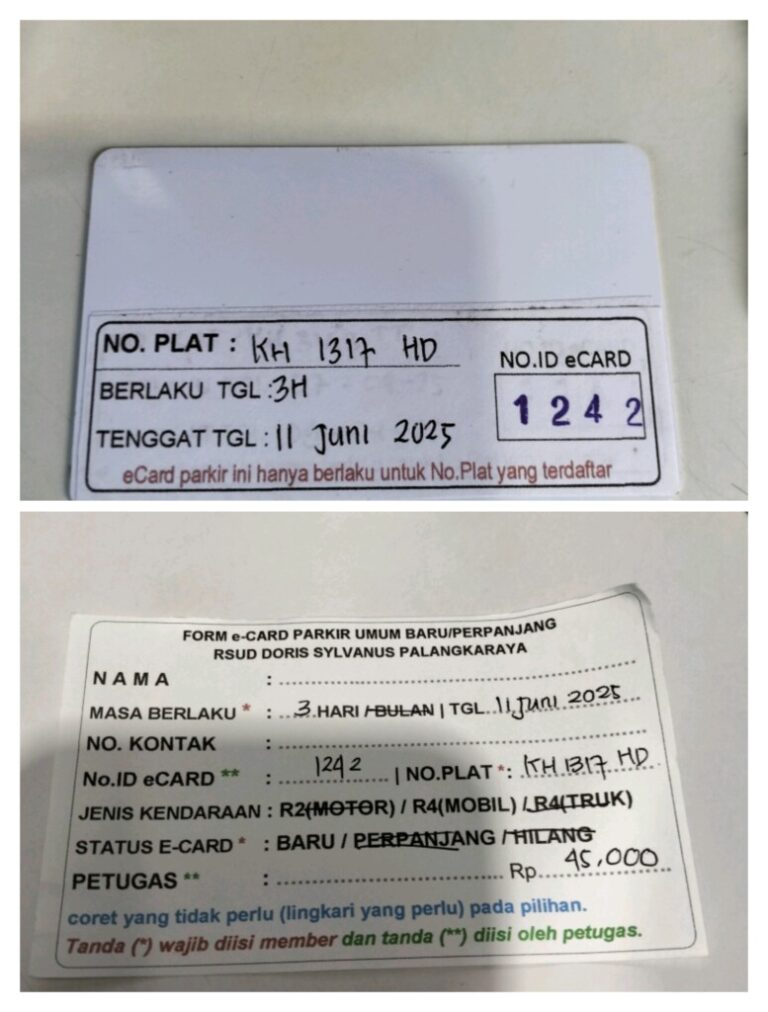 NO. PLAT : KH 1317 HD
NO.ID eCARD
BERLAKU TGL :3H
1242
TENGGAT TGL : 11 Juni 2025
eCard parkir ini hanya berlaku untuk No.Plat yang terdaftar
FORM e-CARD PARKIR UMUM BARU/PERPANJANG
RSUD DORIS SYLVANUS PALANGKARAYA
NAMA : ....................
MASA BERLAKU * : ...3.HARI /BULAN | TGL..11 Juni 2025
NO. KONTAK : ....................
No.ID eCARD ** : ....1242.... | NO.PLAT *: KH 1317 HD
JENIS KENDARAAN : R2(MOTOR) / R4(MOBIL) / R4(TRUK)
STATUS E-CARD * : BARU / PERPANJANG / HILANG
PETUGAS ** : .................... Rp...45.000
coret yang tidak perlu (lingkari yang perlu) pada pilihan.
Tanda (*) wajib diisi member dan tanda (**) diisi oleh petugas.